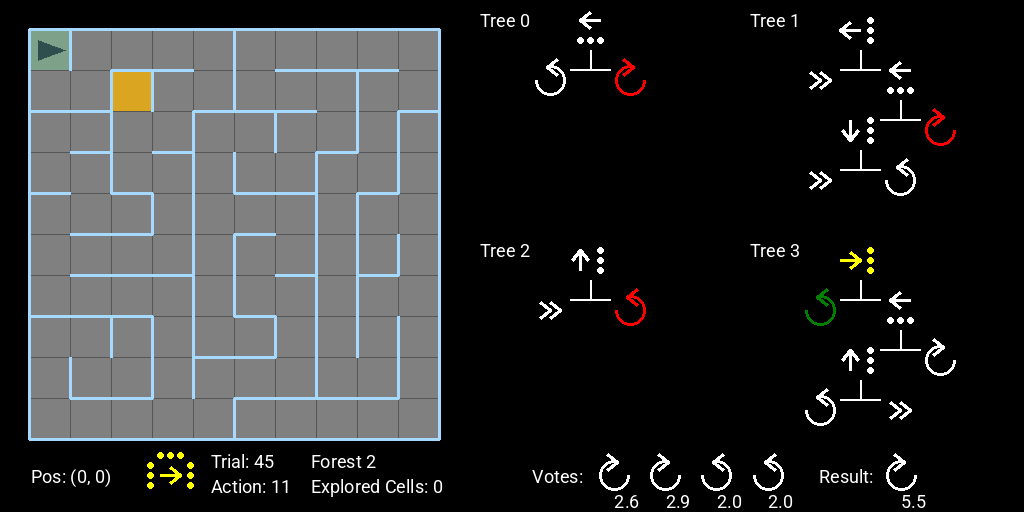 Tree 0
Tree 1
Tree 2
Tree 3
Pos: (0, 0)
Trial: 45
Forest 2
Action: 11
Explored Cells: 0
Votes:
2.6
2.9
2.0
2.0
Result:
5.5